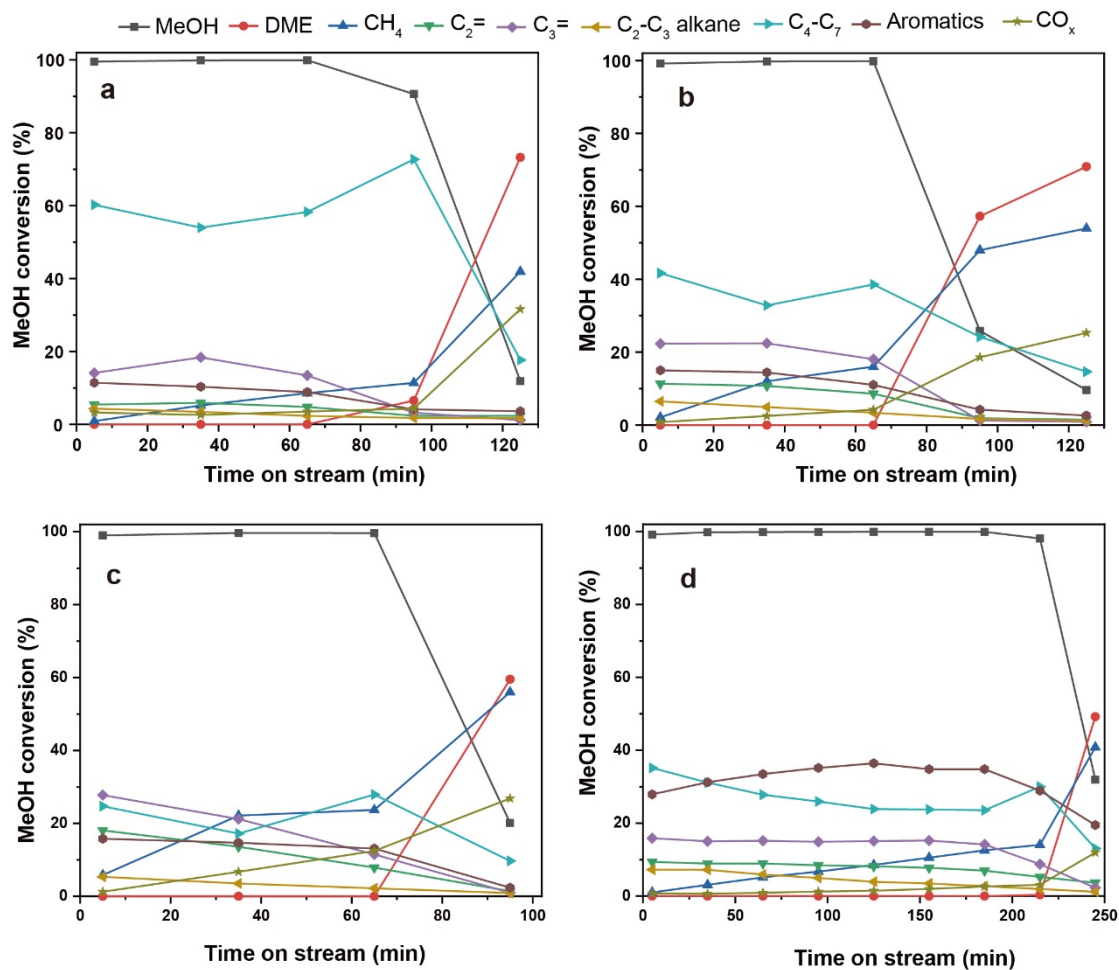 MeOH DME CH4 C2= C3= C2-C3 alkane C4-C7 Aromatics COx
a
MeOH conversion (%)
100
80
60
40
20
0
0 20 40 60 80 100 120
Time on stream (min)
b
MeOH conversion (%)
100
80
60
40
20
0
0 20 40 60 80 100 120
Time on stream (min)
c
MeOH conversion (%)
100
80
60
40
20
0
0 20 40 60 80 100
Time on stream (min)
d
MeOH conversion (%)
100
80
60
40
20
0
0 50 100 150 200 250
Time on stream (min)